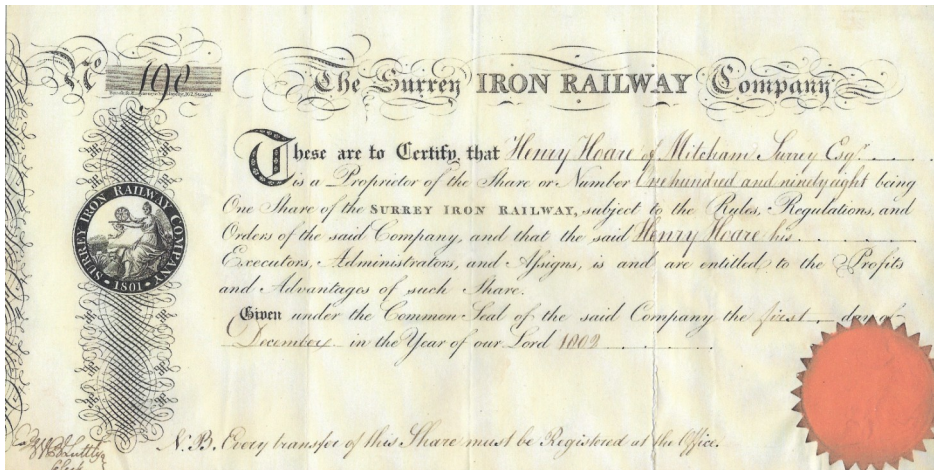 No 198
The Surrey IRON RAILWAY Company
These are to Certify, that Henry Hoare of Mitcham Surrey Esqr.
is a Proprietor of the Share or Number One hundred and ninety eight being
One Share of the SURREY IRON RAILWAY, subject to the Rules, Regulations, and
Orders of the said Company, and that the said Henry Hoare his
Executors, Administrators, and Assigns, is and are entitled to the Profits
and Advantages of such Share.
Given under the Common Seal of the said Company the first day of
December in the Year of our Lord 1802
SURREY IRON RAILWAY COMPANY
1801
N.B. Every transfer of this Share must be Registered at the Office.
Clerk